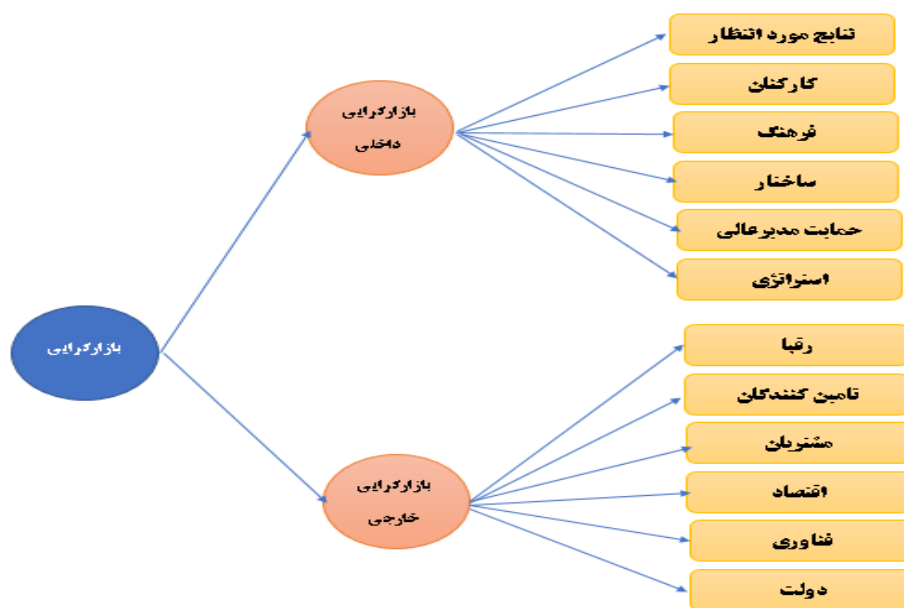 نتایج مورد انتظار
کارکنان
فرهنگ
ساختار
حمایت مدیرعالی
استراتژی
بازارگرایی
داخلی
بازارگرایی
رقبا
تامین کنندگان
مشتریان
اقتصاد
فناوری
دولت
بازارگرایی
خارجی